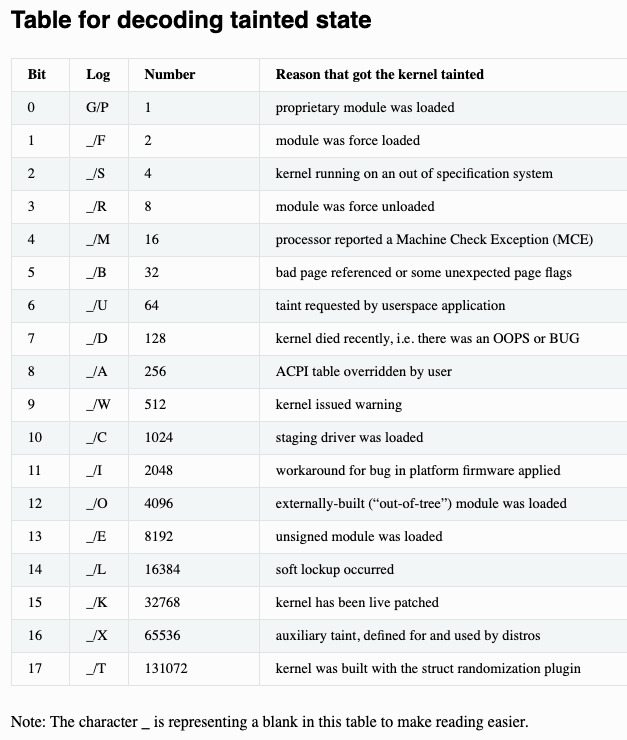 Table for decoding tainted state
Bit Log Number Reason that got the kernel tainted
0 G/P 1 proprietary module was loaded
1 _/F 2 module was force loaded
2 _/S 4 kernel running on an out of specification system
3 _/R 8 module was force unloaded
4 _/M 16 processor reported a Machine Check Exception (MCE)
5 _/B 32 bad page referenced or some unexpected page flags
6 _/U 64 taint requested by userspace application
7 _/D 128 kernel died recently, i.e. there was an OOPS or BUG
8 _/A 256 ACPI table overridden by user
9 _/W 512 kernel issued warning
10 _/C 1024 staging driver was loaded
11 _/I 2048 workaround for bug in platform firmware applied
12 _/O 4096 externally-built (“out-of-tree”) module was loaded
13 _/E 8192 unsigned module was loaded
14 _/L 16384 soft lockup occurred
15 _/K 32768 kernel has been live patched
16 _/X 65536 auxiliary taint, defined for and used by distros
17 _/T 131072 kernel was built with the struct randomization plugin
Note: The character _ is representing a blank in this table to make reading easier.